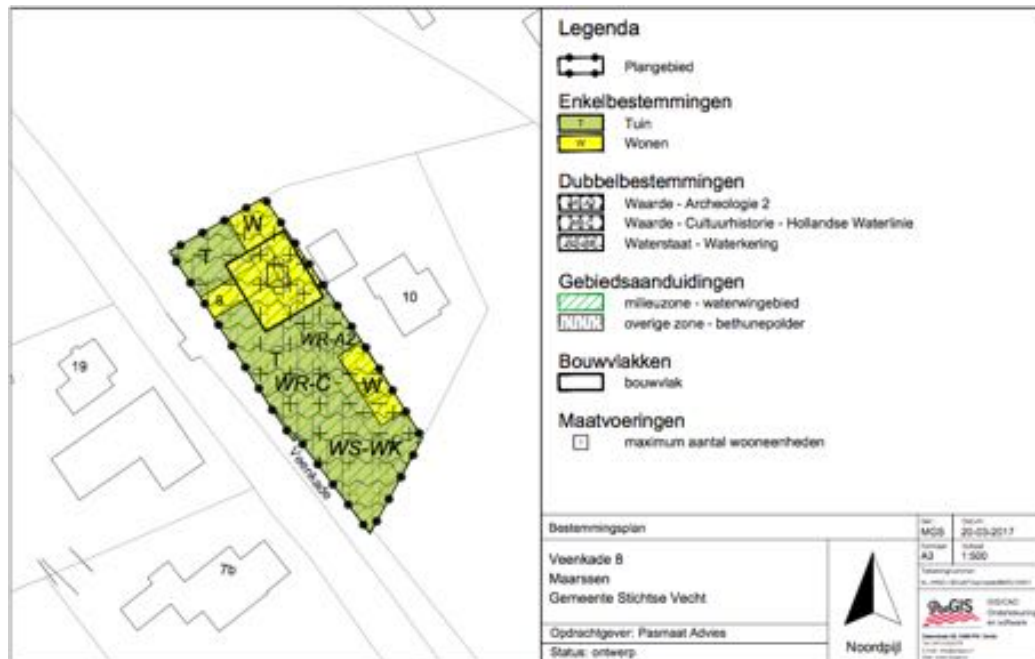 W
T
a
10
WR-A2
19
T
W
WR-C
WS-WK
Veenkade
7b
Legenda
Plangebied
Enkelbestemmingen
T Tuin
W Wonen
Dubbelbestemmingen
Waarde - Archeologie 2
Waarde - Cultuurhistorie - Hollandse Waterlinie
Waterstaat - Waterkering
Gebiedsaanduidingen
milieuzone - waterwingebied
overige zone - bethunepolder
Bouwvlakken
bouwvlak
Maatvoeringen
maximum aantal wooneenheden
Bestemmingsplan
MGS
20-03-2017
Veenkade 8
Maarssen
Gemeente Stichtse Vecht
A3
1:500
Opdrachtgever: Pasmaat Advies
Status: ontwerp
Noordpijl